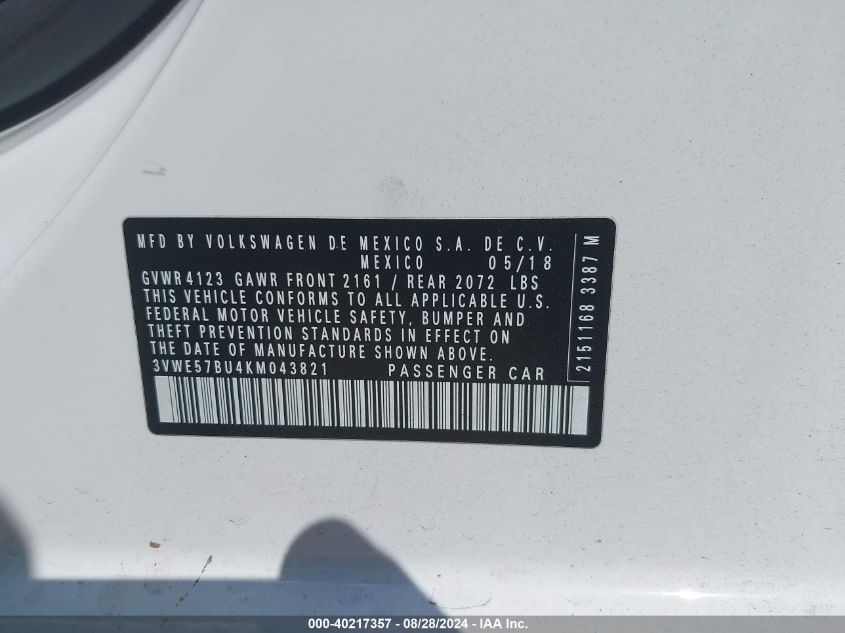 MFD BY VOLKSWAGEN DE MEXICO S.A. DE C.V.
MEXICO 05/18
GVWR 4123 GAWR FRONT 2161 / REAR 2072 LBS
THIS VEHICLE CONFORMS TO ALL APPLICABLE U.S.
FEDERAL MOTOR VEHICLE SAFETY, BUMPER AND
THEFT PREVENTION STANDARDS IN EFFECT ON
THE DATE OF MANUFACTURE SHOWN ABOVE.
3VWE57BU4KM043821 PASSENGER CAR
2151168 3387 M
000-40217357 - 08/28/2024 - IAA Inc.